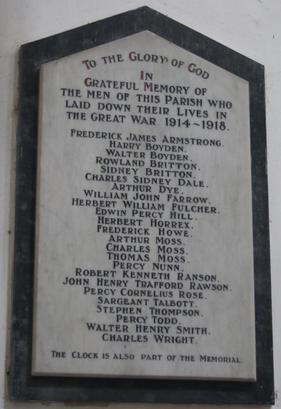 To the Glory of God
In
Grateful Memory of
the men of this Parish who
laid down their Lives in
the Great War 1914-1918.
Frederick James Armstrong.
Harry Boyden.
Walter Boyden.
Rowland Britton.
Sidney Britton.
Charles Sidney Dale.
Arthur Dye.
William John Farrow.
Herbert William Fulcher.
Edwin Percy Hill.
Herbert Horrex.
Frederick Howe.
Arthur Moss.
Charles Moss.
Thomas Moss.
Percy Nunn.
Robert Kenneth Ranson.
John Henry Trafford Rawson.
Percy Cornelius Rose.
Sargeant Talbott.
Stephen Thompson.
Percy Todd.
Walter Henry Smith.
Charles Wright.
The Clock is also part of the Memorial